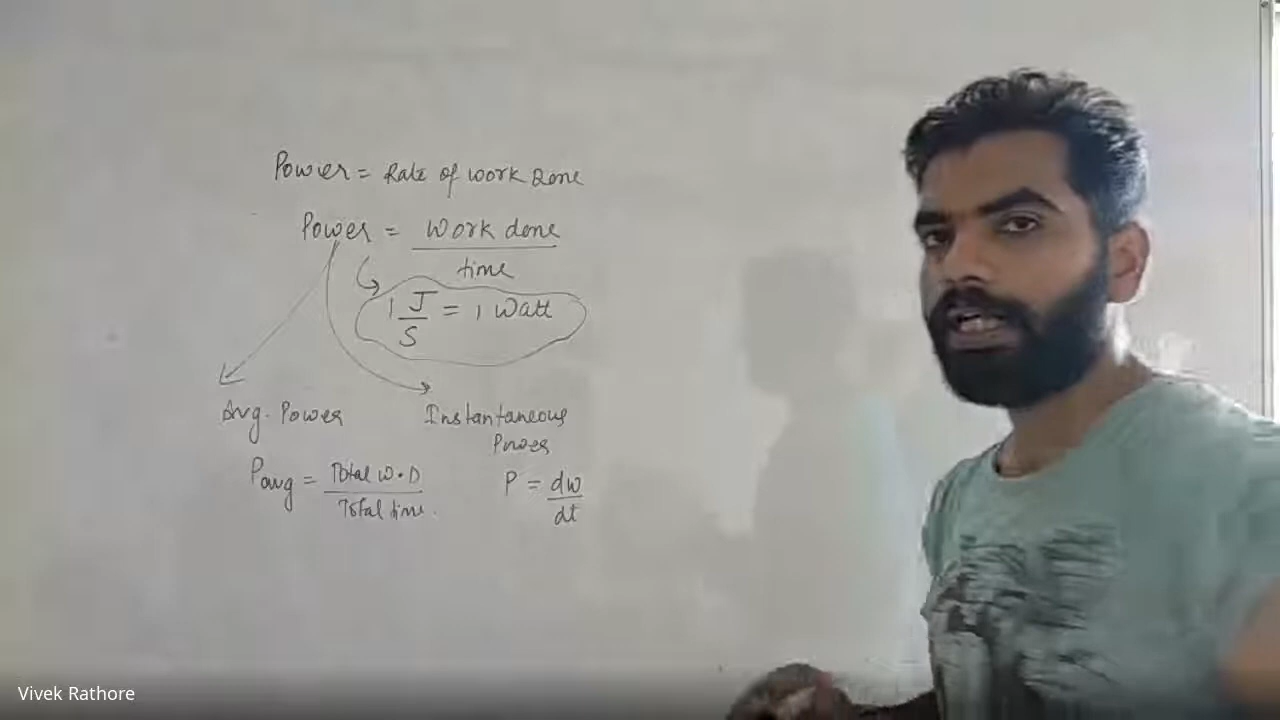 Power = Rate of work Done
Power = work done
time
1 J/S = 1 Watt
Avg. Power
Instantaneous
Power
Pavg = Total W.D
Total time.
P = dw
dt
Vivek Rathore